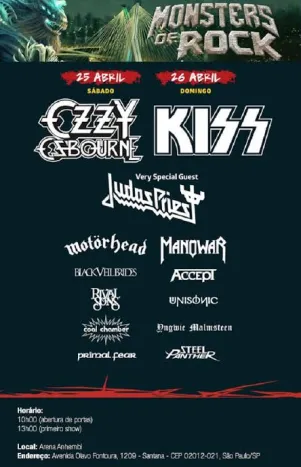 MONSTERS
OF ROCK
25 ABRIL
SÁBADO
26 ABRIL
DOMINGO
OZZY
OSBOURNE
KISS
Very Special Guest
Judas Priest
motörhead
MANOWAR
BLACK VEIL BRIDES
ACCEPT
RIVAL
SONS
UNISONIC
coal chamber
Yngwie Malmsteen
primal fear
STEEL
PANTHER
Horário:
10h00 (abertura de portas)
13h00 (primeiro show)
Local: Arena Anhembi
Endereço: Avenida Olavo Fontoura, 1209 - Santana - CEP 02012-021, São Paulo/SP